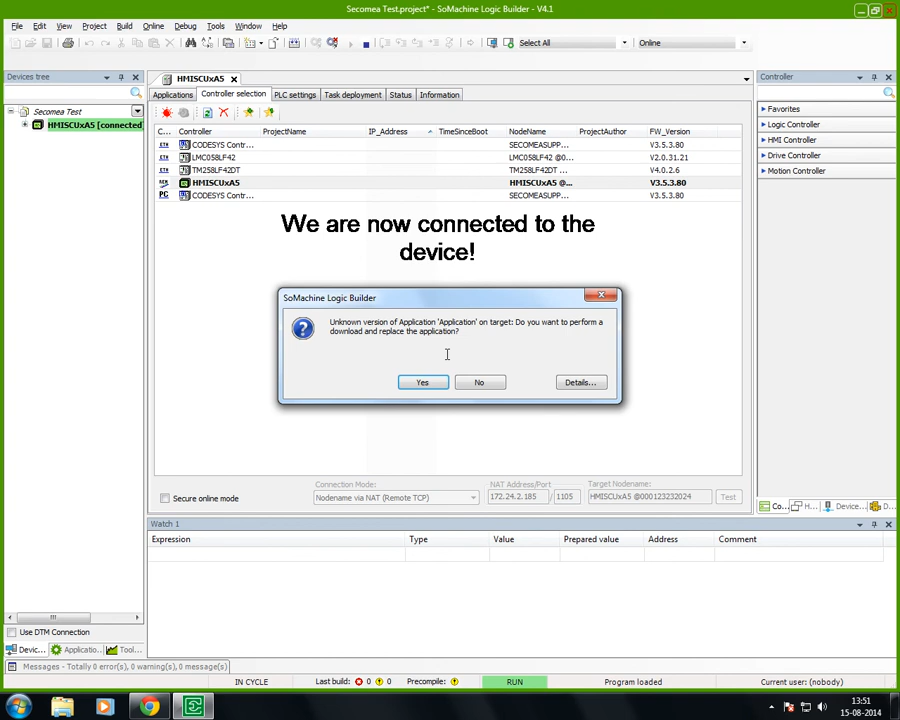 Secomea Test.project* - SoMachine Logic Builder - V4.1
File Edit View Project Build Online Debug Tools Window Help
Select All Online
Devices tree
HMISCUxA5
Controller
Applications Controller selection PLC settings Task deployment Status Information
Secomea Test
HMISCUxA5 [connected
C... Controller ProjectName IP_Address TimeSinceBoot NodeName ProjectAuthor FW_Version
CODESYS Contr... SECOMEASUPP... V3.5.3.80
LMC058LF42 LMC058LF42 @0... V2.0.31.21
TM258LF42DT TM258LF42DT ... V4.0.2.6
HMISCUxA5 HMISCUxA5 @... V3.5.3.80
PC CODESYS Contr... SECOMEASUPP... V3.5.3.80
Favorites
Logic Controller
HMI Controller
Drive Controller
Motion Controller
We are now connected to the
device!
SoMachine Logic Builder
Unknown version of Application 'Application' on target: Do you want to perform a
download and replace the application?
Yes No Details...
Secure online mode
Connection Mode: NAT Address/Port Target Nodename:
Nodename via NAT (Remote TCP) 172.24.2.185 / 1105 HMISCUxA5 @000123232024 Test
Co... H... Device... D...
Watch 1
Expression Type Value Prepared value Address Comment
Use DTM Connection
Devic... Applicatio... Tool...
Messages - Totally 0 error(s), 0 warning(s), 0 message(s)
IN CYCLE Last build: 0 0 Precompile: RUN Program loaded Current user: (nobody)
13:51
15-08-2014